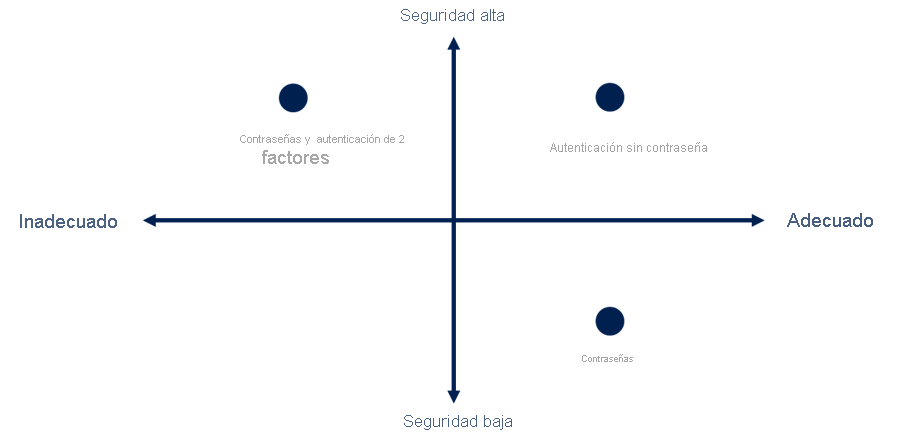 Seguridad alta
Contraseñas y autenticación de 2
factores
Autenticación sin contraseña
Inadecuado
Adecuado
Contraseñas
Seguridad baja